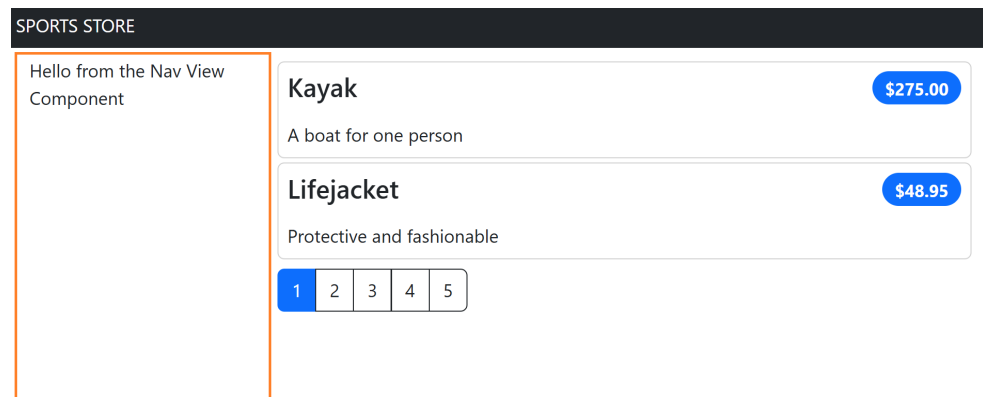 SPORTS STORE
Hello from the Nav View
Component
Kayak
$275.00
A boat for one person
Lifejacket
$48.95
Protective and fashionable
1 2 3 4 5